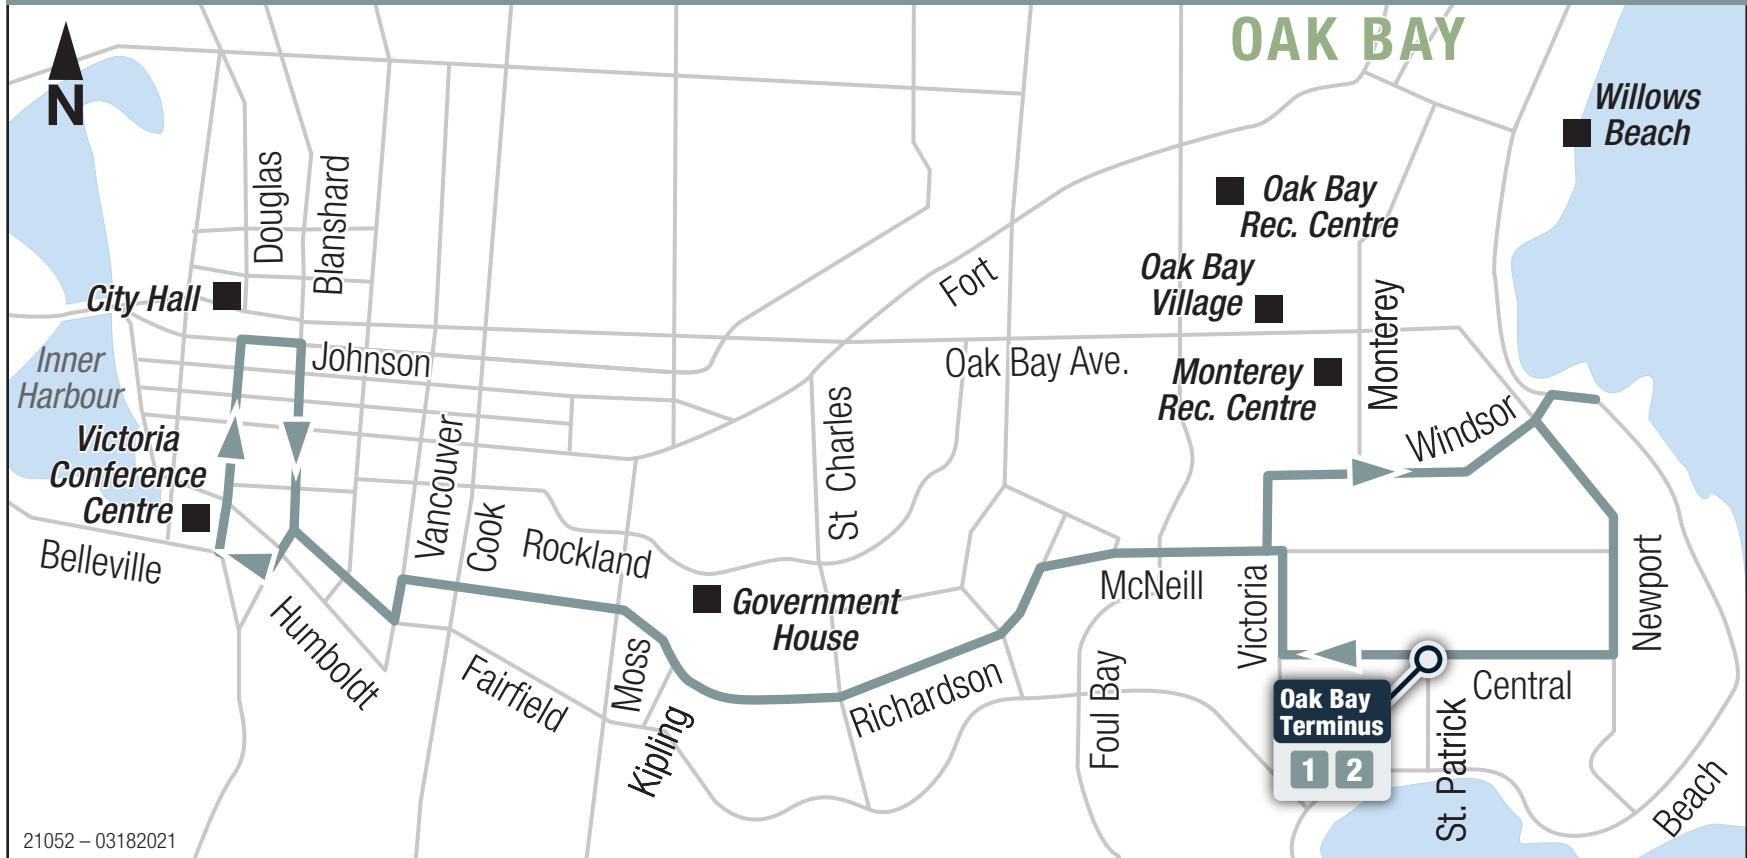 OAK BAY
N
Willows
Beach
Douglas
Blanshard
Oak Bay
Rec. Centre
Fort
Oak Bay
Village
City Hall
Monterey
Johnson
Inner
Harbour
Oak Bay Ave.
Monterey
Rec. Centre
St Charles
Windsor
Vancouver
Victoria
Conference
Centre
Cook
Rockland
Belleville
McNeill
Victoria
Newport
Government
House
Humboldt
Fairfield
Moss
Kipling
Richardson
Foul Bay
Central
Oak Bay
Terminus
1 2
St. Patrick
Beach
21052 – 03182021